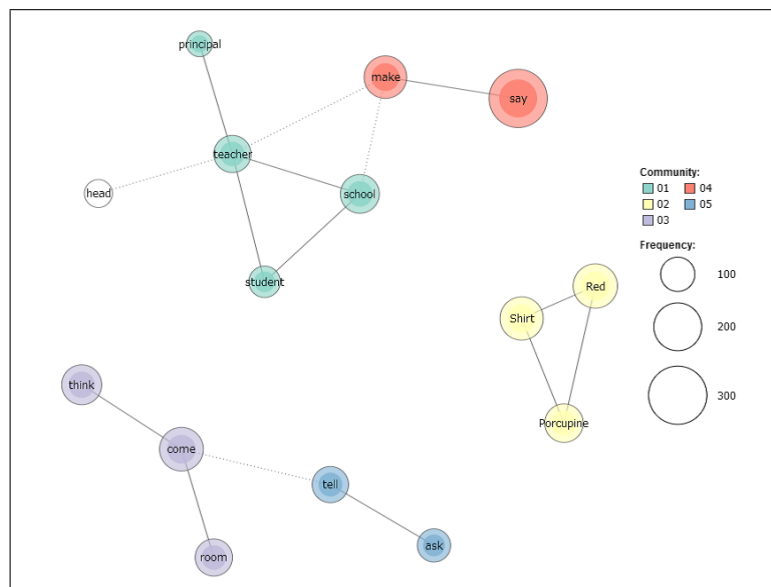 principal
make
say
teacher
head
school
student
Community:
01 04
02 05
03
Frequency:
100
200
300
Red
Shirt
Porcupine
think
come
tell
room
ask